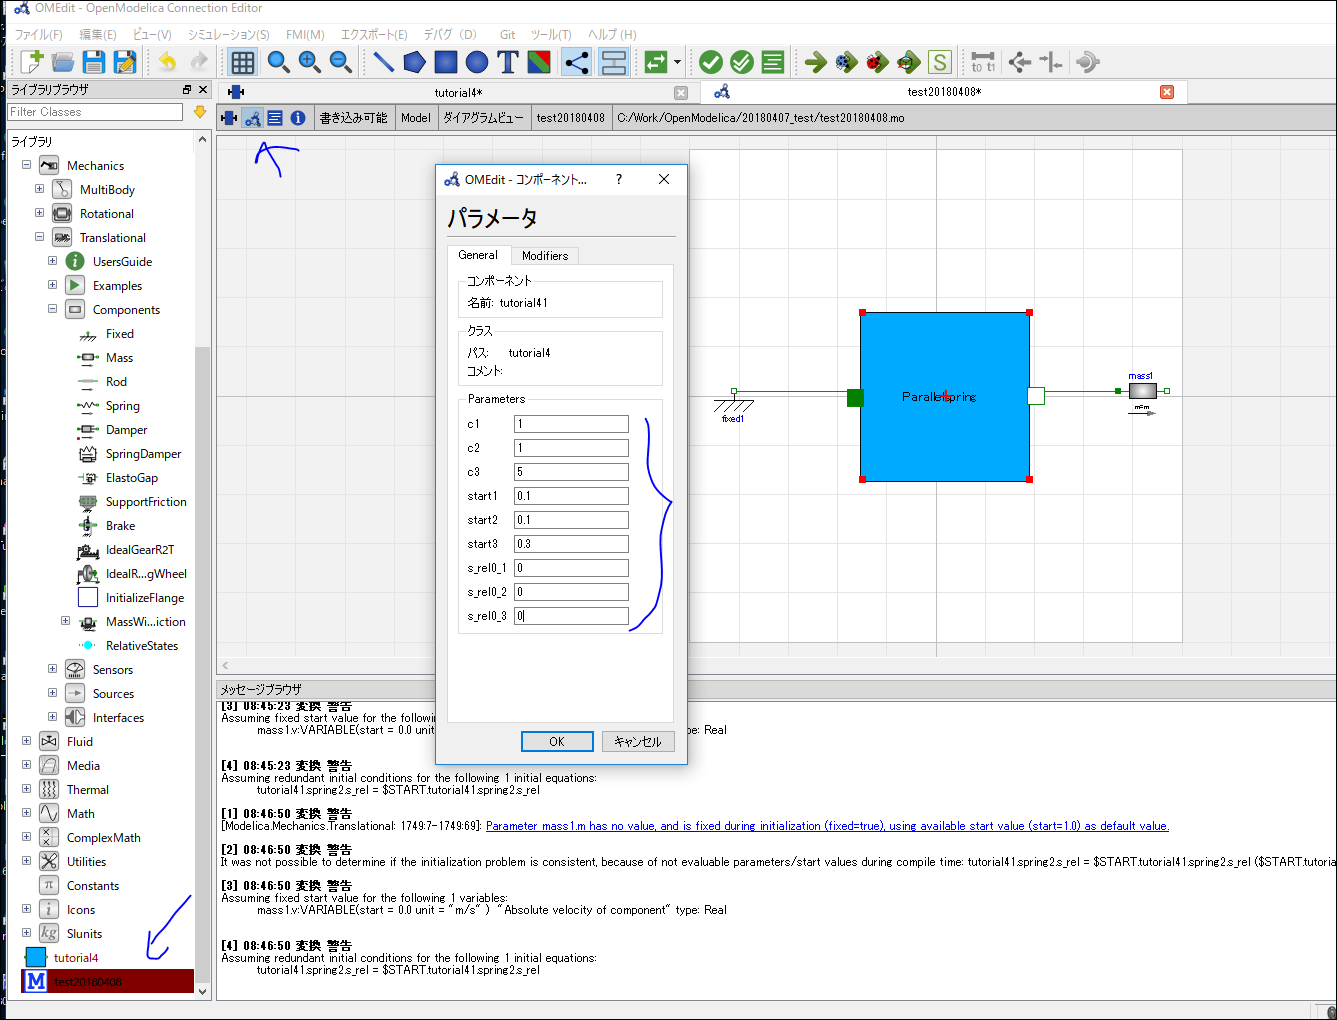 OMEdit - OpenModelica Connection Editor
ファイル(F) 編集(E) ビュー(V) シミュレーション(S) FMI(M) エクスポート(E) デバグ（D） Git ツール(T) ヘルプ(H)
T
S
to t1
ライブラリブラウザ
tutorial4*
test20180408*
Filter Classes
書き込み可能 Model ダイアグラムビュー test20180408 C:/Work/OpenModelica/20180407_test/test20180408.mo
ライブラリ
Mechanics
MultiBody
Rotational
Translational
UsersGuide
Examples
Components
Fixed
Mass
Rod
Spring
Damper
SpringDamper
ElastoGap
SupportFriction
Brake
IdealGearR2T
IdealR...gWheel
InitializeFlange
MassWi...iction
RelativeStates
Sensors
Sources
Interfaces
Fluid
Media
Thermal
Math
ComplexMath
Utilities
Constants
Icons
SIunits
tutorial4
M test20180408
OMEdit - コンポーネント...
?
パラメータ
General Modifiers
コンポーネント
名前: tutorial41
クラス
パス: tutorial4
コメント:
Parameters
c1 1
c2 1
c3 5
start1 0.1
start2 0.1
start3 0.3
s_rel0_1 0
s_rel0_2 0
s_rel0_3 0
OK キャンセル
fixed1
Parallelspring
mass1
m=m
メッセージブラウザ
[3] 08:45:23 変換 警告
Assuming fixed start value for the followin
mass1.v:VARIABLE(start = 0.0 unit pe: Real
[4] 08:45:23 変換 警告
Assuming redundant initial conditions for the following 1 initial equations:
tutorial41.spring2.s_rel = $START.tutorial41.spring2.s_rel
[1] 08:46:50 変換 警告
[Modelica.Mechanics.Translational: 1749:7-1749:69]: Parameter mass1.m has no value, and is fixed during initialization (fixed=true), using available start value (start=1.0) as default value.
[2] 08:46:50 変換 警告
It was not possible to determine if the initialization problem is consistent, because of not evaluable parameters/start values during compile time: tutorial41.spring2.s_rel = $START.tutorial41.spring2.s_rel ($START.tutoria
[3] 08:46:50 変換 警告
Assuming fixed start value for the following 1 variables:
mass1.v:VARIABLE(start = 0.0 unit = "m/s" ) "Absolute velocity of component" type: Real
[4] 08:46:50 変換 警告
Assuming redundant initial conditions for the following 1 initial equations:
tutorial41.spring2.s_rel = $START.tutorial41.spring2.s_rel